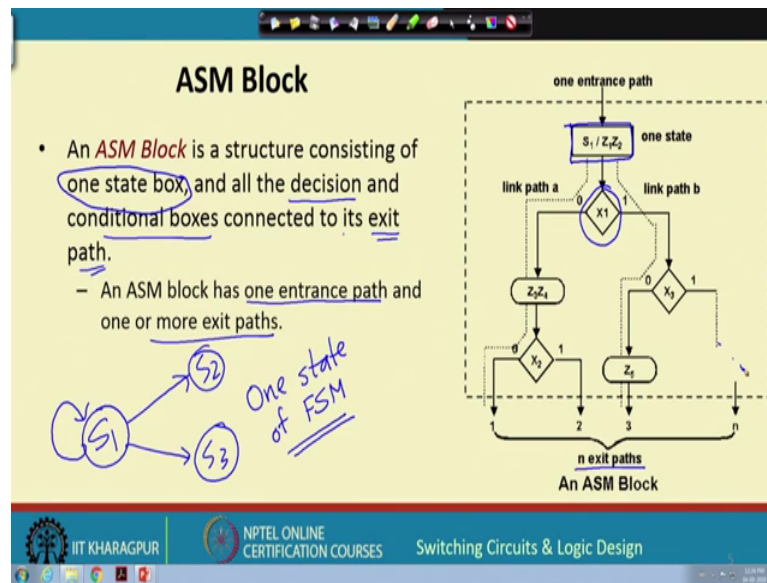 ASM Block
• An ASM Block is a structure consisting of
one state box, and all the decision and
conditional boxes connected to its exit
path.
– An ASM block has one entrance path and
one or more exit paths.
S1
S2
S3
One state
of FSM
one entrance path
S1 / Z1Z2
one state
link path a
link path b
0
X1
1
0
X3
1
Z3Z4
0
X2
1
Z5
1
2
3
n
n exit paths
An ASM Block
IIT KHARAGPUR
NPTEL ONLINE
CERTIFICATION COURSES
Switching Circuits & Logic Design
5